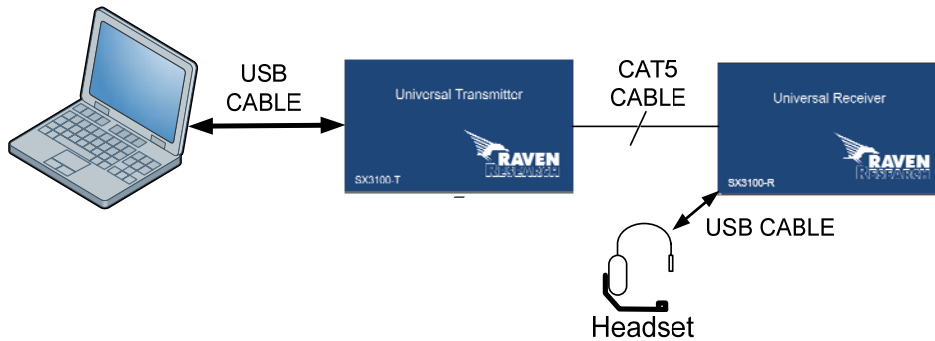 USB
CABLE
Universal Transmitter
RAVEN
RESEARCH
SX3100-T
CAT5
CABLE
Universal Receiver
RAVEN
RESEARCH
SX3100-R
USB CABLE
Headset